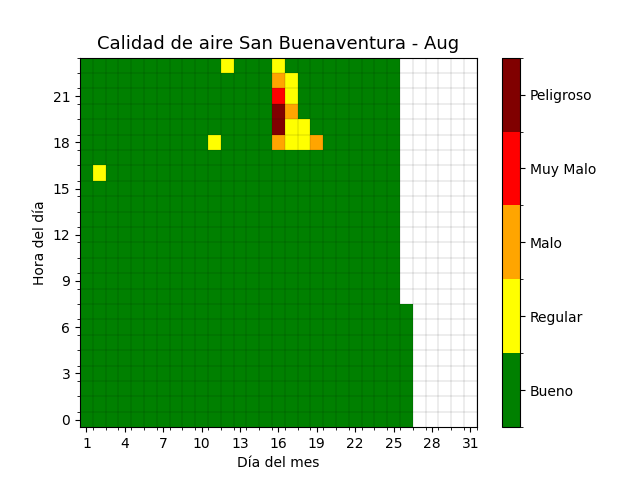 Calidad de aire San Buenaventura - Aug
Hora del día
21
18
15
12
9
6
3
0
1 4 7 10 13 16 19 22 25 28 31
Día del mes
Peligroso
Muy Malo
Malo
Regular
Bueno